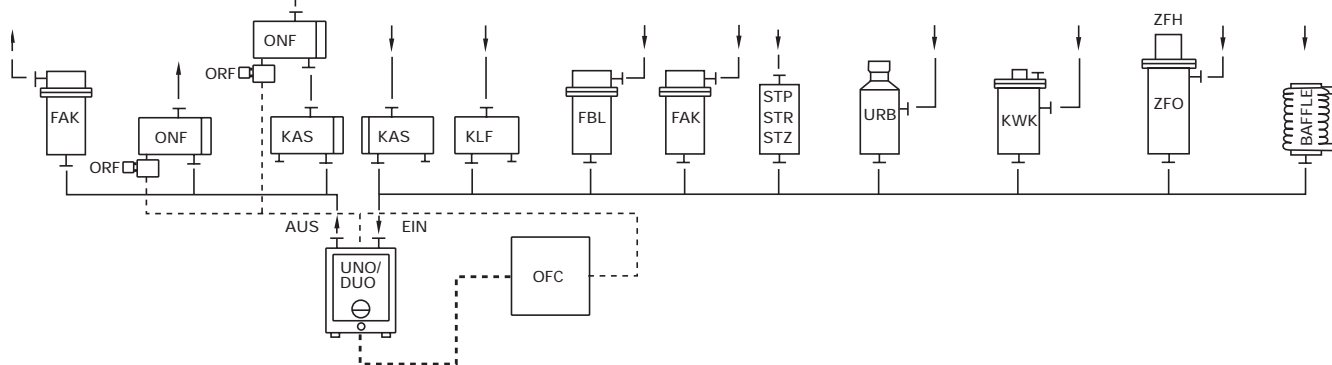 ZFH
ONF
ORF
FAK
ONF
KAS
KAS
KLF
FBL
FAK
STP
STR
STZ
URB
KWK
ZFO
BAFFLE
ORF
AUS
EIN
UNO/
DUO
OFC